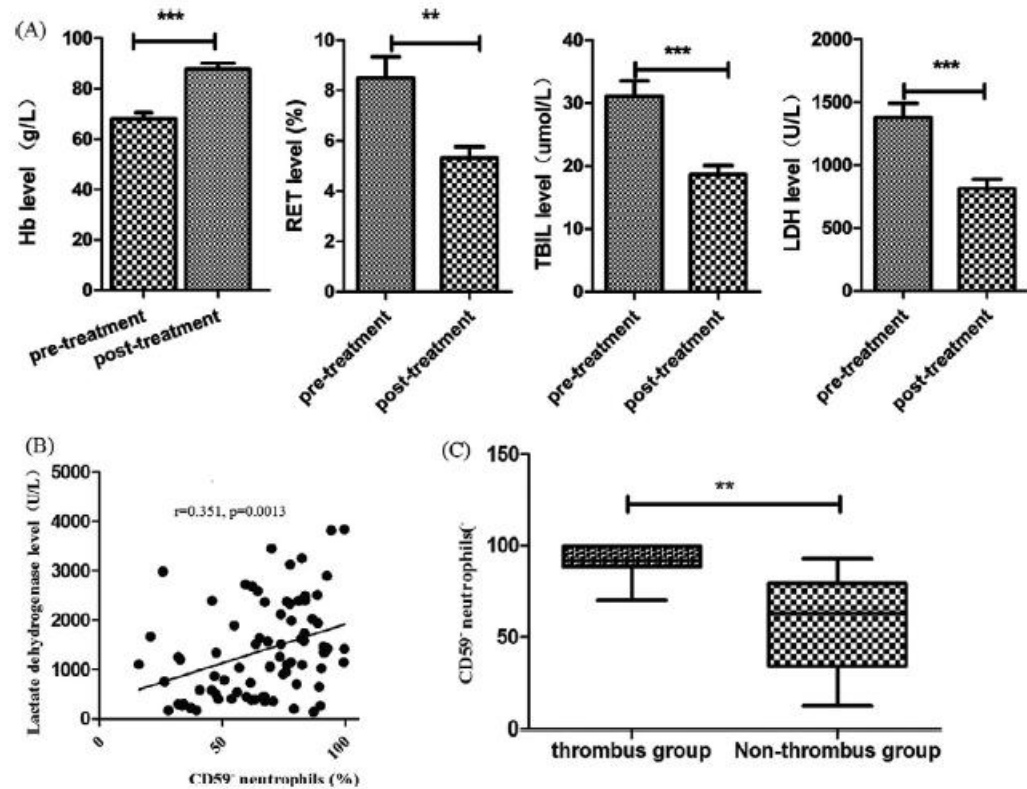 (A)
***
Hb level (g/L)
100
80
60
40
20
0
pre-treatment
post-treatment
**
RET level (%)
10
8
6
4
2
0
pre-treatment
post-treatment
***
TBIL level (umol/L)
40
30
20
10
0
pre-treatment
post-treatment
***
LDH level (U/L)
2000
1500
1000
500
0
pre-treatment
post-treatment
(B)
Lactate dehydrogenase level (U/L)
5000
4000
3000
2000
1000
0
r=0.351, p=0.0013
0
50
100
CD59⁻ neutrophils (%)
(C)
CD59⁻ neutrophils(
150
100
50
0
**
thrombus group
Non-thrombus group